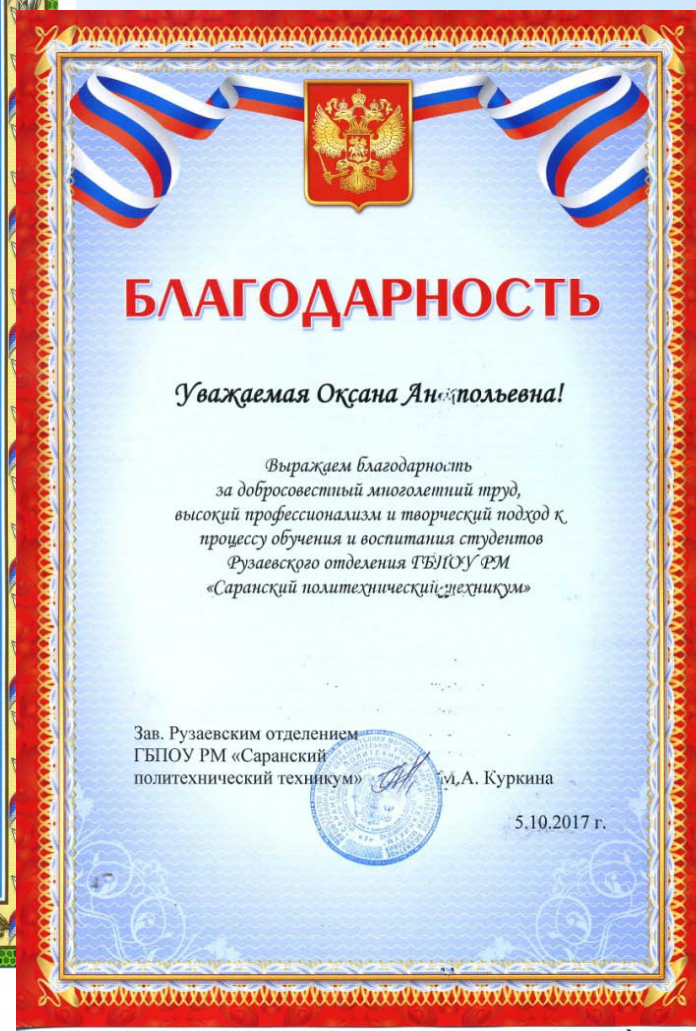 БЛАГОДАРНОСТЬ
Уважаемая Оксана
Выражаем благодарность
за добросовестный многолетний труд,
высокий профессионализм и творческий подход к
процессу обучения и воспитания студентов
Рузаевского отделения ГБПОУ РМ
«Саранский политехнический техникум»
Зав. Рузаевским отделением
ГБПОУ РМ «Саранский
политехнический техникум»
М.А. Куркина
5.10.2017 г.